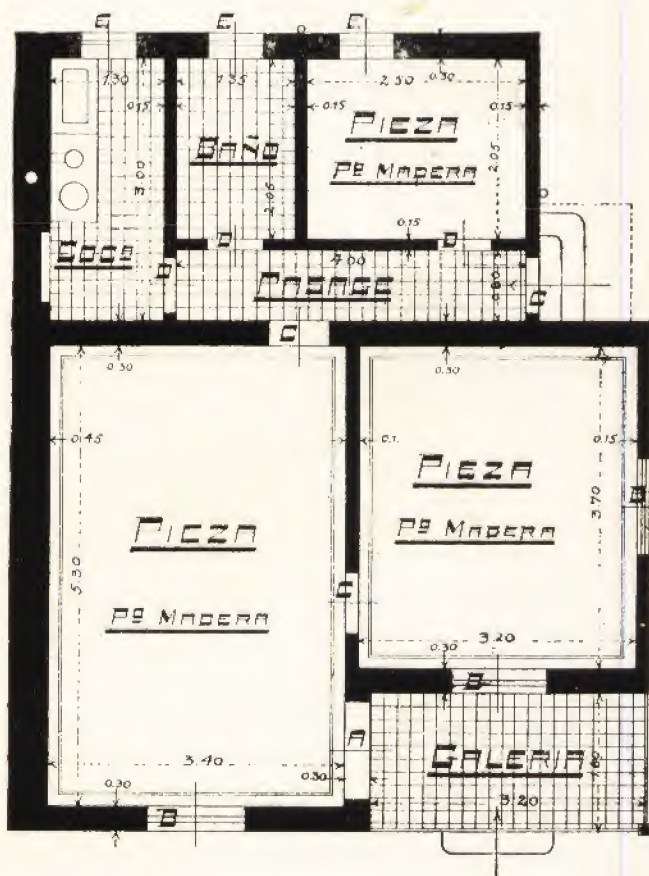 E E E
1.30 1.35 2.50 0.30
0.15 0.15 0.15
PIEZA
BAÑO
Pº MADERA
3.00 2.05 2.05
0.15
D D
COCª 4.00
D PASAGE 0.80 C
C
0.30 0.30
0.45 0.15
PIEZA
B
PIEZA
3.70
Pº MADERA
5.30
C
Pº MADERA
3.20
0.30
B
A
GALERIA
3.40
0.30
0.30 3.20
B